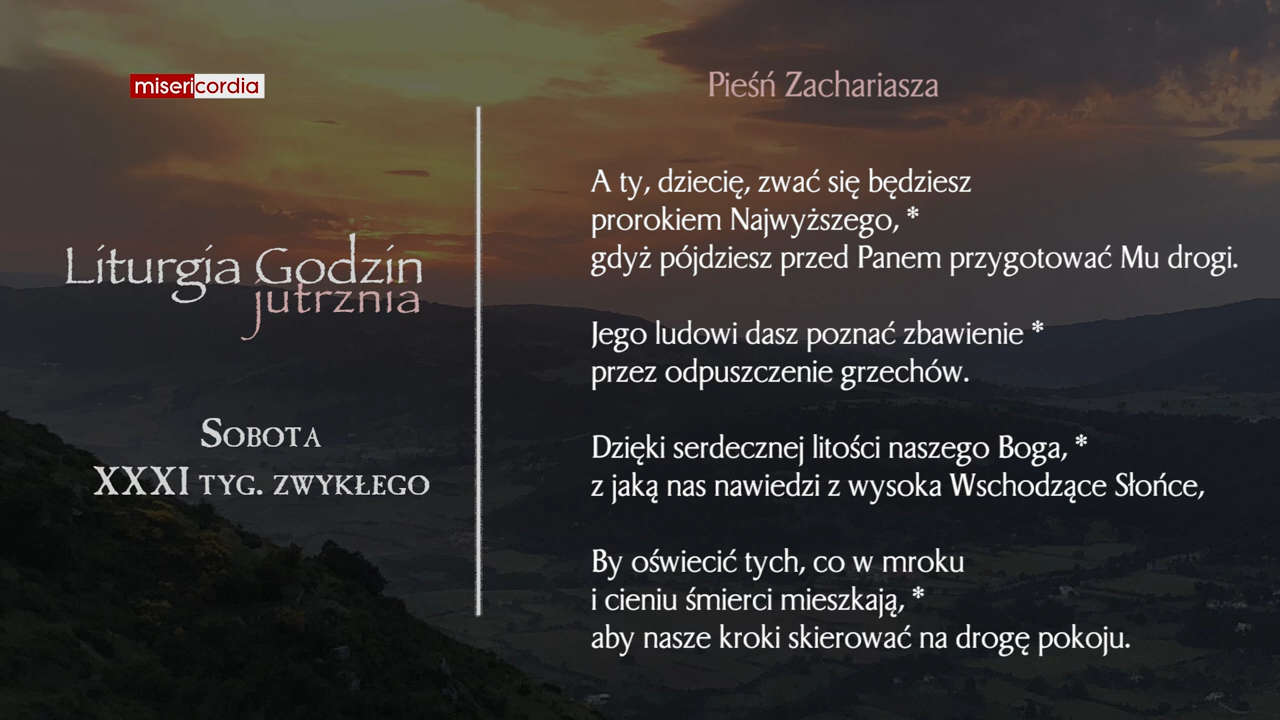 misericordia
Liturgia Godzin
jutrznia
Sobota
XXXI tyg. zwykłego
Pieśń Zachariasza
A ty, dziecię, zwać się będziesz
prorokiem Najwyższego, *
gdyż pójdziesz przed Panem przygotować Mu drogi.
Jego ludowi dasz poznać zbawienie *
przez odpuszczenie grzechów.
Dzięki serdecznej litości naszego Boga, *
z jaką nas nawiedzi z wysoka Wschodzące Słońce,
By oświecić tych, co w mroku
i cieniu śmierci mieszkają, *
aby nasze kroki skierować na drogę pokoju.